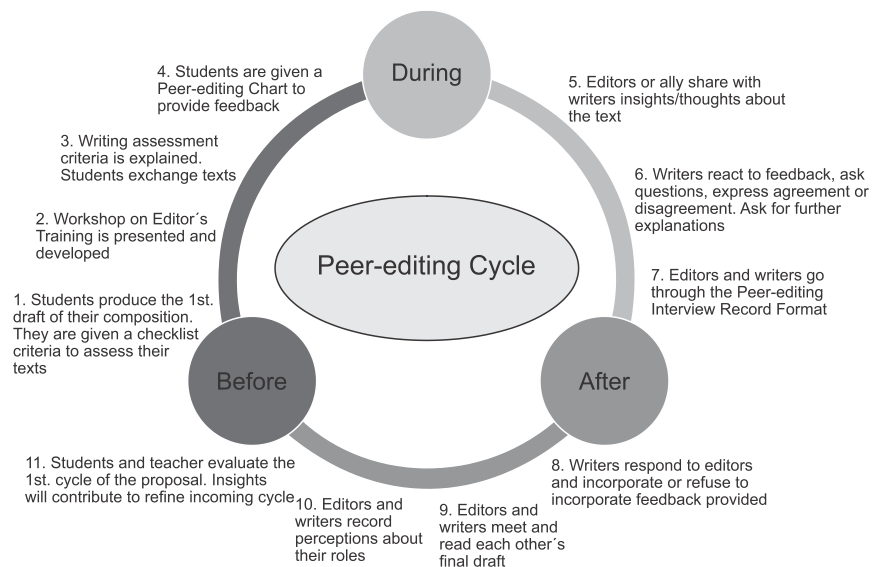 Peer-editing Cycle
Before
1. Students produce the 1st.
draft of their composition.
They are given a checklist
criteria to assess their
texts
2. Workshop on Editor´s
Training is presented and
developed
3. Writing assessment
criteria is explained.
Students exchange texts
4. Students are given a
Peer-editing Chart to
provide feedback
During
5. Editors or ally share with
writers insights/thoughts about
the text
6. Writers react to feedback, ask
questions, express agreement or
disagreement. Ask for further
explanations
7. Editors and writers go
through the Peer-editing
Interview Record Format
After
8. Writers respond to editors
and incorporate or refuse to
incorporate feedback provided
9. Editors and
writers meet and
read each other´s
final draft
10. Editors and
writers record
perceptions about
their roles
11. Students and teacher evaluate the
1st. cycle of the proposal. Insights
will contribute to refine incoming cycle